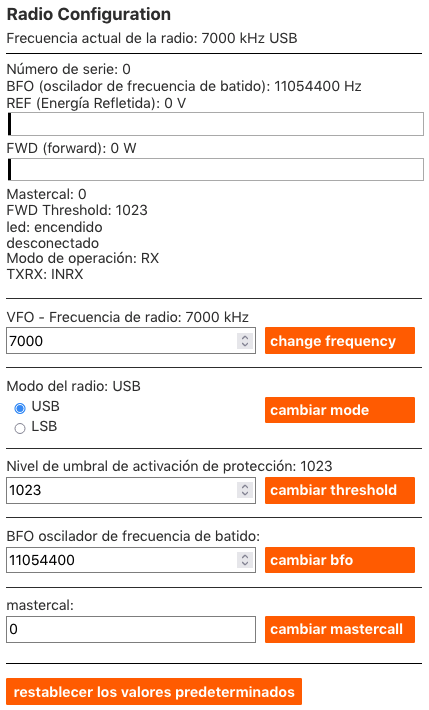 Radio Configuration
Frecuencia actual de la radio: 7000 kHz USB
Número de serie: 0
BFO (oscilador de frecuencia de batido): 11054400 Hz
REF (Energía Refletida): 0 V
FWD (forward): 0 W
Mastercal: 0
FWD Threshold: 1023
led: encendido
desconectado
Modo de operación: RX
TXRX: INRX
VFO - Frecuencia de radio: 7000 kHz
7000 change frequency
Modo del radio: USB
USB
LSB
cambiar mode
Nivel de umbral de activación de protección: 1023
1023 cambiar threshold
BFO oscilador de frecuencia de batido:
11054400 cambiar bfo
mastercal:
0 cambiar mastercall
restablecer los valores predeterminados